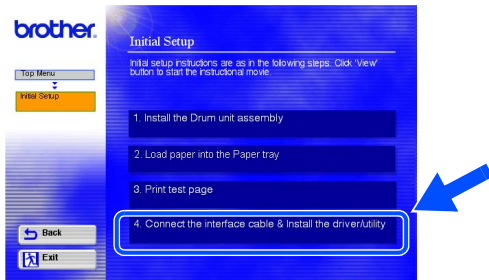 brother.
Initial Setup
Initial setup instructions are as in the following steps. Click 'View'
button to start the instructional movie.
Top Menu
Initial Setup
1. Install the Drum unit assembly
2. Load paper into the Paper tray
3. Print test page
4. Connect the interface cable & Install the driver/utility
Back
Exit